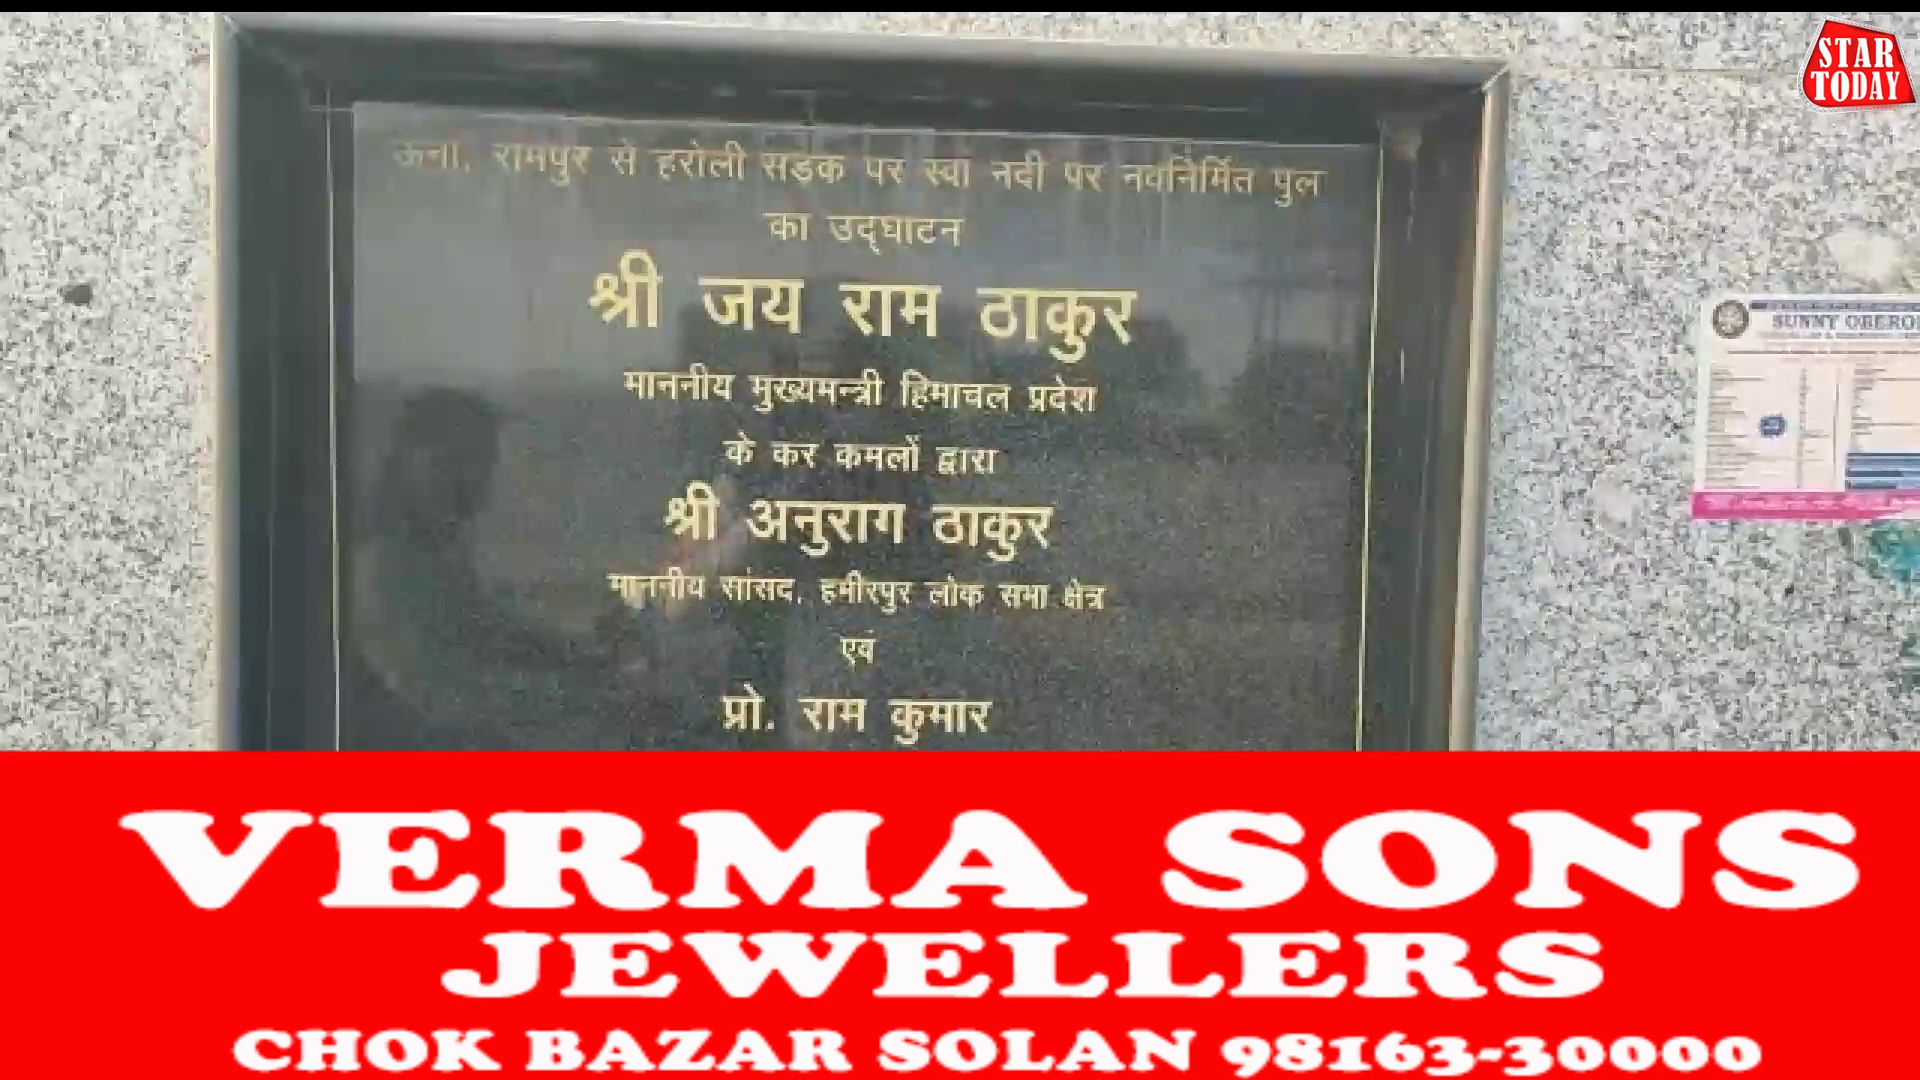 STAR
TODAY
ऊना, रामपुर से हरोली सड़क पर स्वा नदी पर नवनिर्मित पुल
का उद्घाटन
श्री जय राम ठाकुर
माननीय मुख्यमन्त्री हिमाचल प्रदेश
के कर कमलों द्वारा
श्री अनुराग ठाकुर
माननीय सांसद, हमीरपुर लोक सभा क्षेत्र
एवं
प्रो. राम कुमार
SUNNY OBEROI
VERMA SONS
JEWELLERS
CHOK BAZAR SOLAN 98163-30000